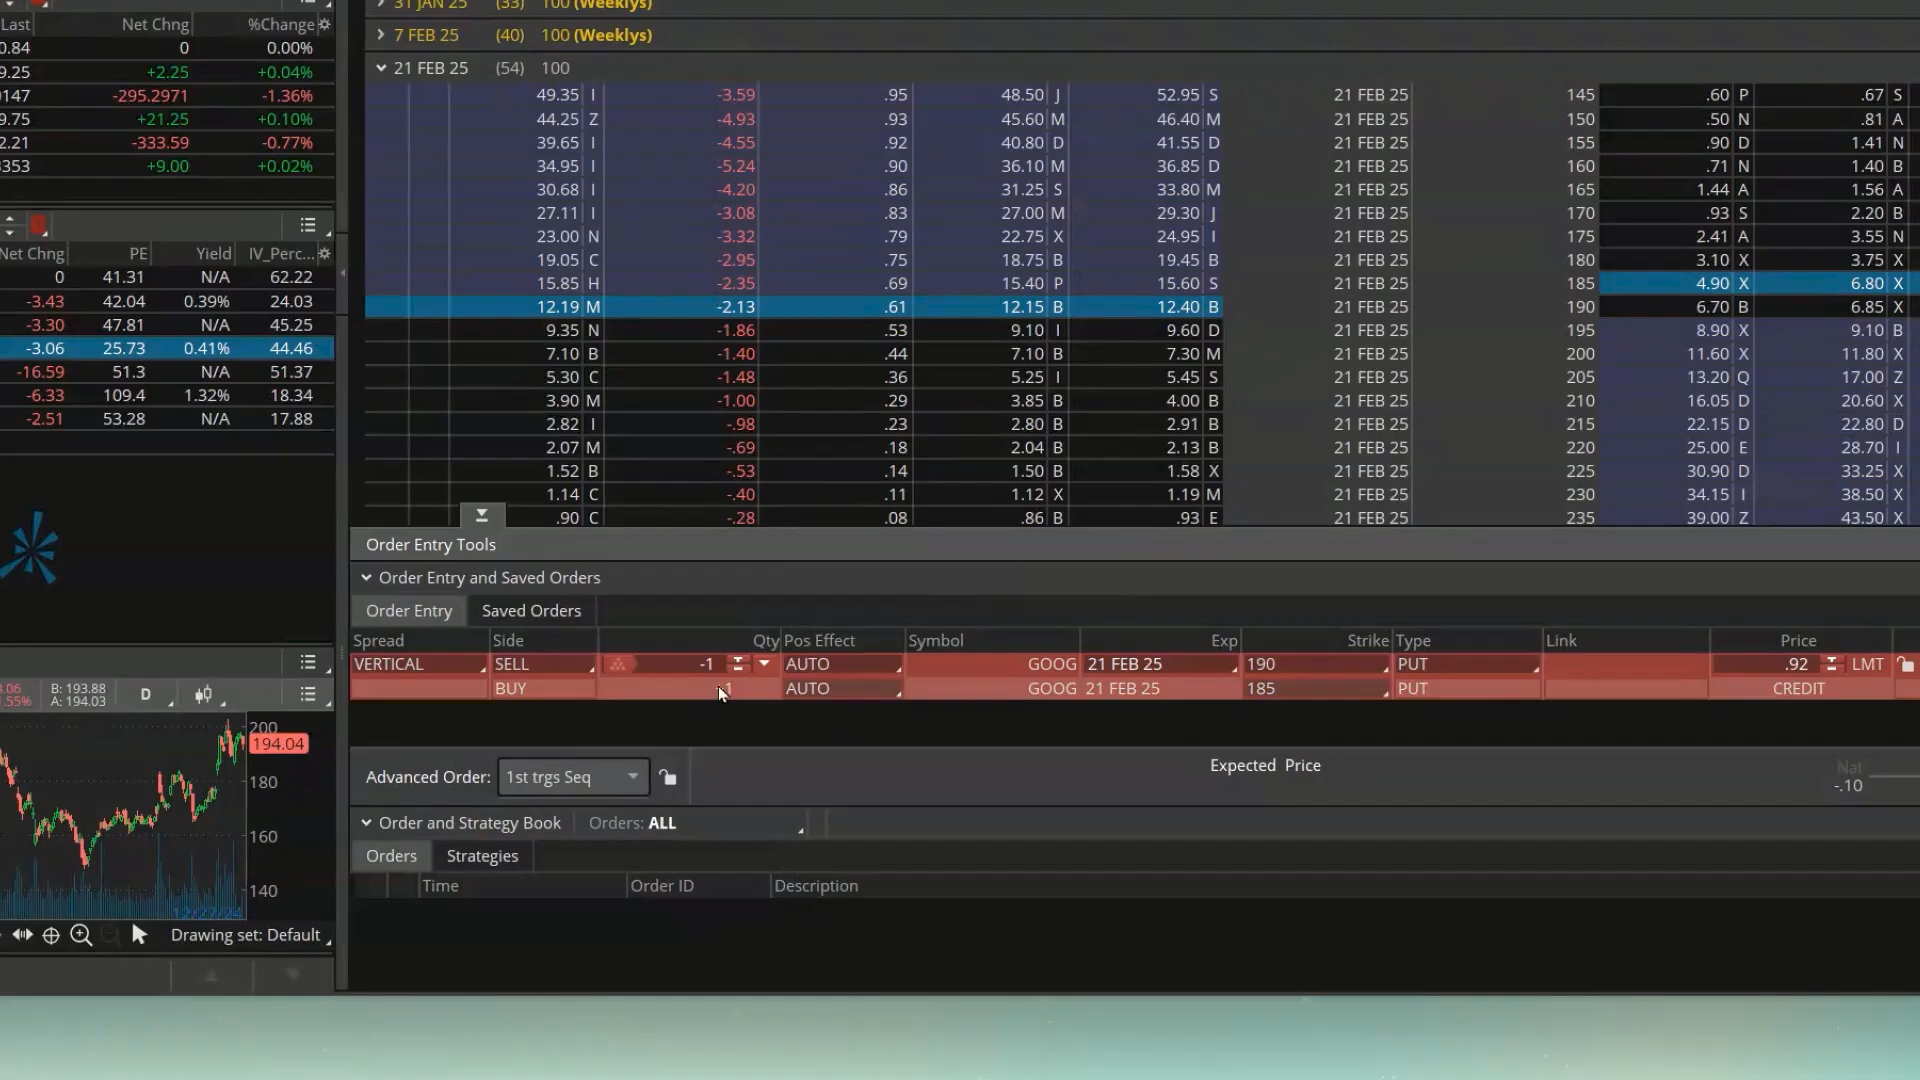 31 JAN 25 (33) 100 (Weeklys)
Last Net Chng %Change
7 FEB 25 (40) 100 (Weeklys)
0.84 0 0.00%
21 FEB 25 (54) 100
9.25 +2.25 +0.04%
0147 -295.2971 -1.36%
9.75 +21.25 +0.10%
2.21 -333.59 -0.77%
353 +9.00 +0.02%
49.35 I -3.59 .95 48.50 J 52.95 S 21 FEB 25 145 .60 P .67 S
44.25 Z -4.93 .93 45.60 M 46.40 M 21 FEB 25 150 .50 N .81 A
39.65 I -4.55 .92 40.80 D 41.55 D 21 FEB 25 155 .90 D 1.41 N
34.95 I -5.24 .90 36.10 M 36.85 D 21 FEB 25 160 .71 N 1.40 B
30.68 I -4.20 .86 31.25 S 33.80 M 21 FEB 25 165 1.44 A 1.56 A
27.11 I -3.08 .83 27.00 M 29.30 J 21 FEB 25 170 .93 S 2.20 B
23.00 N -3.32 .79 22.75 X 24.95 I 21 FEB 25 175 2.41 A 3.55 N
19.05 C -2.95 .75 18.75 B 19.45 B 21 FEB 25 180 3.10 X 3.75 X
15.85 H -2.35 .69 15.40 P 15.60 S 21 FEB 25 185 4.90 X 6.80 X
12.19 M -2.13 .61 12.15 B 12.40 B 21 FEB 25 190 6.70 B 6.85 X
9.35 N -1.86 .53 9.10 I 9.60 D 21 FEB 25 195 8.90 X 9.10 B
7.10 B -1.40 .44 7.10 B 7.30 M 21 FEB 25 200 11.60 X 11.80 X
5.30 C -1.48 .36 5.25 I 5.45 S 21 FEB 25 205 13.20 Q 17.00 Z
3.90 M -1.00 .29 3.85 B 4.00 B 21 FEB 25 210 16.05 D 20.60 X
2.82 I -.98 .23 2.80 B 2.91 B 21 FEB 25 215 22.15 D 22.80 D
2.07 M -.69 .18 2.04 B 2.13 B 21 FEB 25 220 25.00 E 28.70 I
1.52 B -.53 .14 1.50 B 1.58 X 21 FEB 25 225 30.90 D 33.25 X
1.14 C -.40 .11 1.12 X 1.19 M 21 FEB 25 230 34.15 I 38.50 X
.90 C -.28 .08 .86 B .93 E 21 FEB 25 235 39.00 Z 43.50 X
Net Chng PE Yield IV_Perc...
0 41.31 N/A 62.22
-3.43 42.04 0.39% 24.03
-3.30 47.81 N/A 45.25
-3.06 25.73 0.41% 44.46
-16.59 51.3 N/A 51.37
-6.33 109.4 1.32% 18.34
-2.51 53.28 N/A 17.88
Order Entry Tools
Order Entry and Saved Orders
Order Entry Saved Orders
Spread Side Qty Pos Effect Symbol Exp Strike Type Link Price
VERTICAL SELL -1 AUTO GOOG 21 FEB 25 190 PUT .92 LMT
BUY AUTO GOOG 21 FEB 25 185 PUT CREDIT
3.06 B: 193.88 D
.55% A: 194.03
200
194.04
180
160
140
12/27/24
Advanced Order: 1st trgs Seq
Expected Price
Nat
-.10
Order and Strategy Book Orders: ALL
Orders Strategies
Time Order ID Description
Drawing set: Default